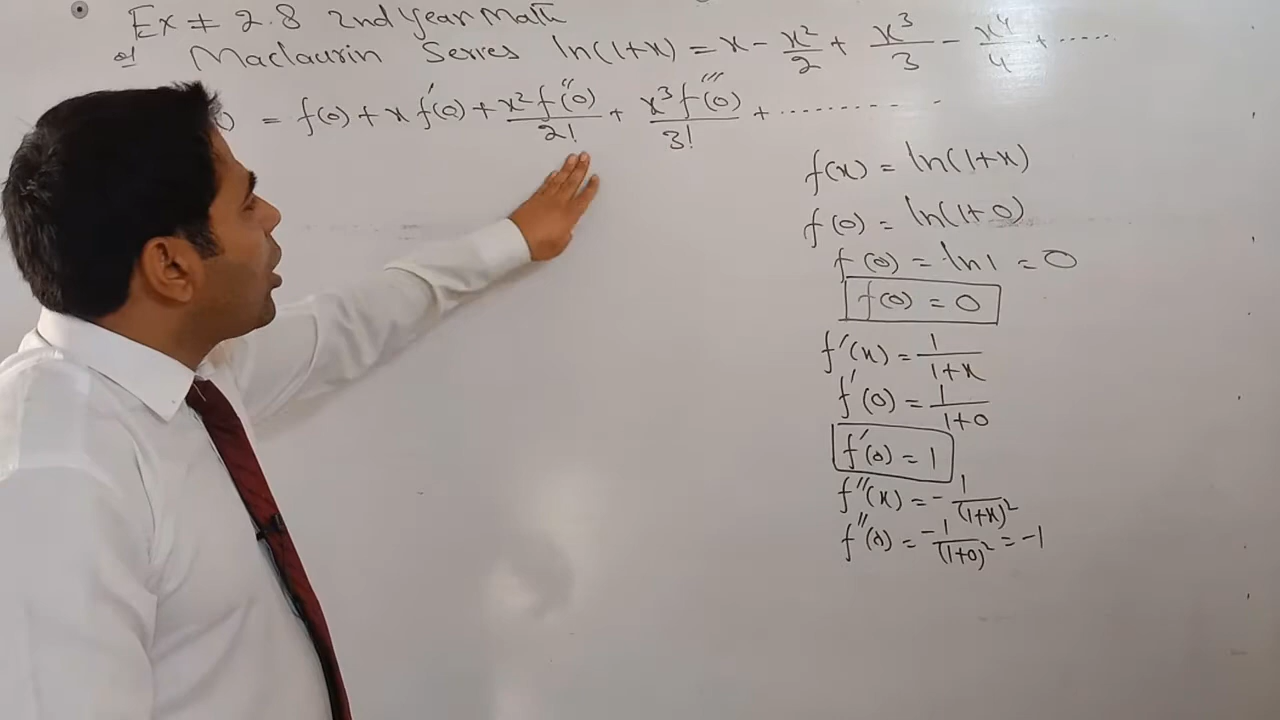 Ex # 2.8 2nd Year Math
Maclaurin Series ln(1+x) = x - x²/2 + x³/3 - x⁴/4 + ......
= f(0) + x f'(0) + x² f''(0)/2! + x³ f'''(0)/3! + ..........
f(x) = ln(1+x)
f(0) = ln(1+0)
f(0) = ln1 = 0
f(0) = 0
f'(x) = 1/1+x
f'(0) = 1/1+0
f'(0) = 1
f''(x) = - 1/(1+x)²
f''(0) = -1/(1+0)² = -1